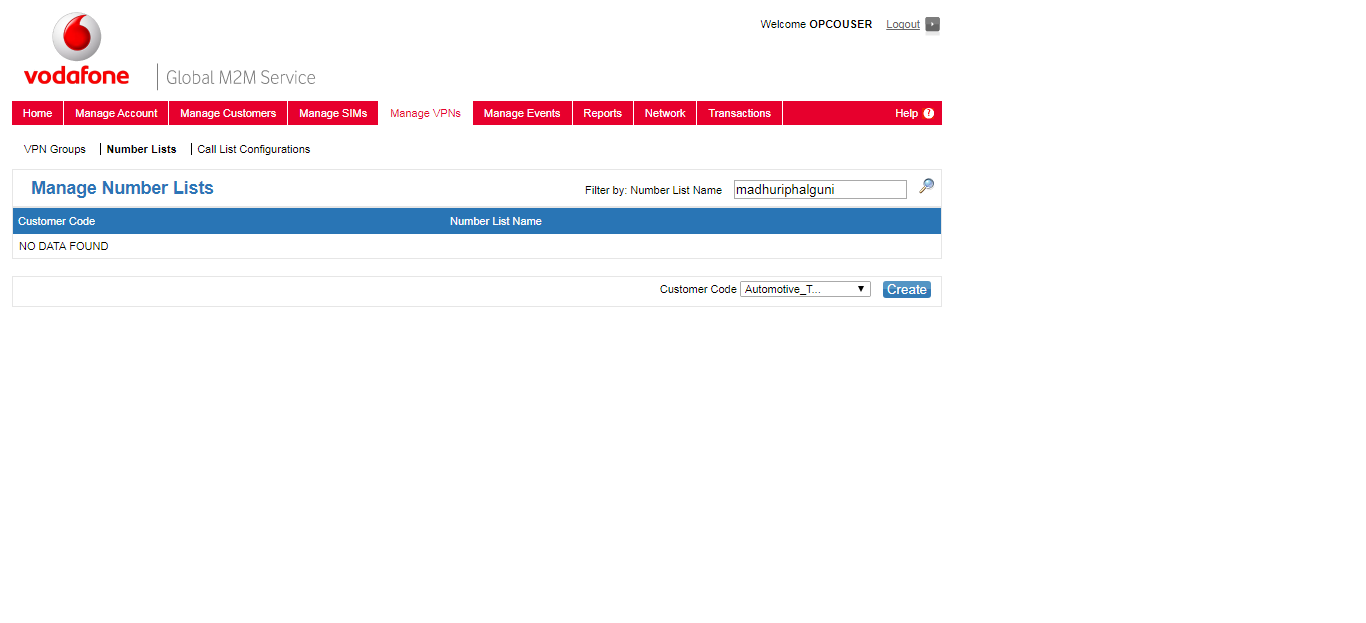 Welcome OPCOUSER Logout
vodafone Global M2M Service
Home Manage Account Manage Customers Manage SIMs Manage VPNs Manage Events Reports Network Transactions Help ?
VPN Groups Number Lists Call List Configurations
Manage Number Lists Filter by: Number List Name madhuriphalguni
Customer Code Number List Name
NO DATA FOUND
Customer Code Automotive_T... Create